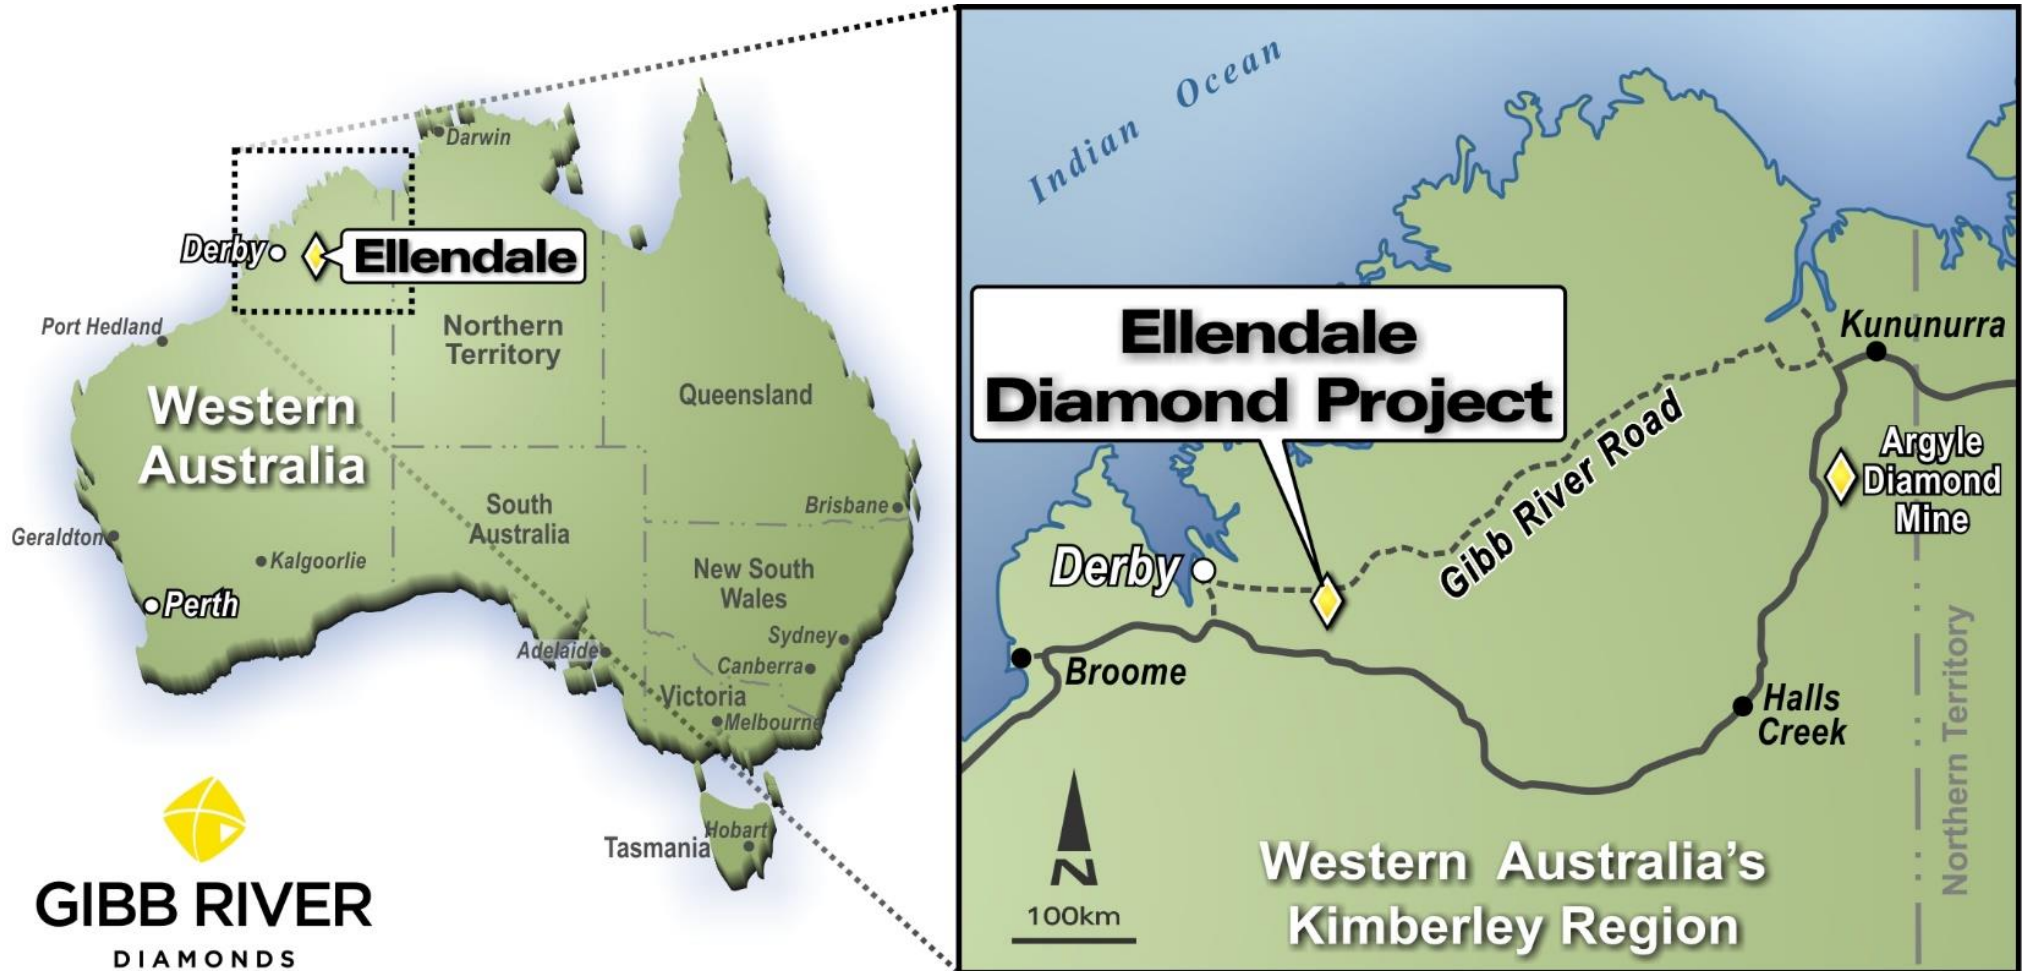 Darwin
Derby
Ellendale
Port Hedland
Northern
Territory
Western
Australia
Queensland
South
Australia
Geraldton
Kalgoorlie
Perth
Brisbane
New South
Wales
Sydney
Adelaide
Canberra
Victoria
Melbourne
Tasmania
Hobart
GIBB RIVER
DIAMONDS
Indian Ocean
Ellendale
Diamond Project
Kununurra
Gibb River Road
Argyle
Diamond
Mine
Derby
Broome
Halls
Creek
Northern Territory
N
100km
Western Australia's
Kimberley Region